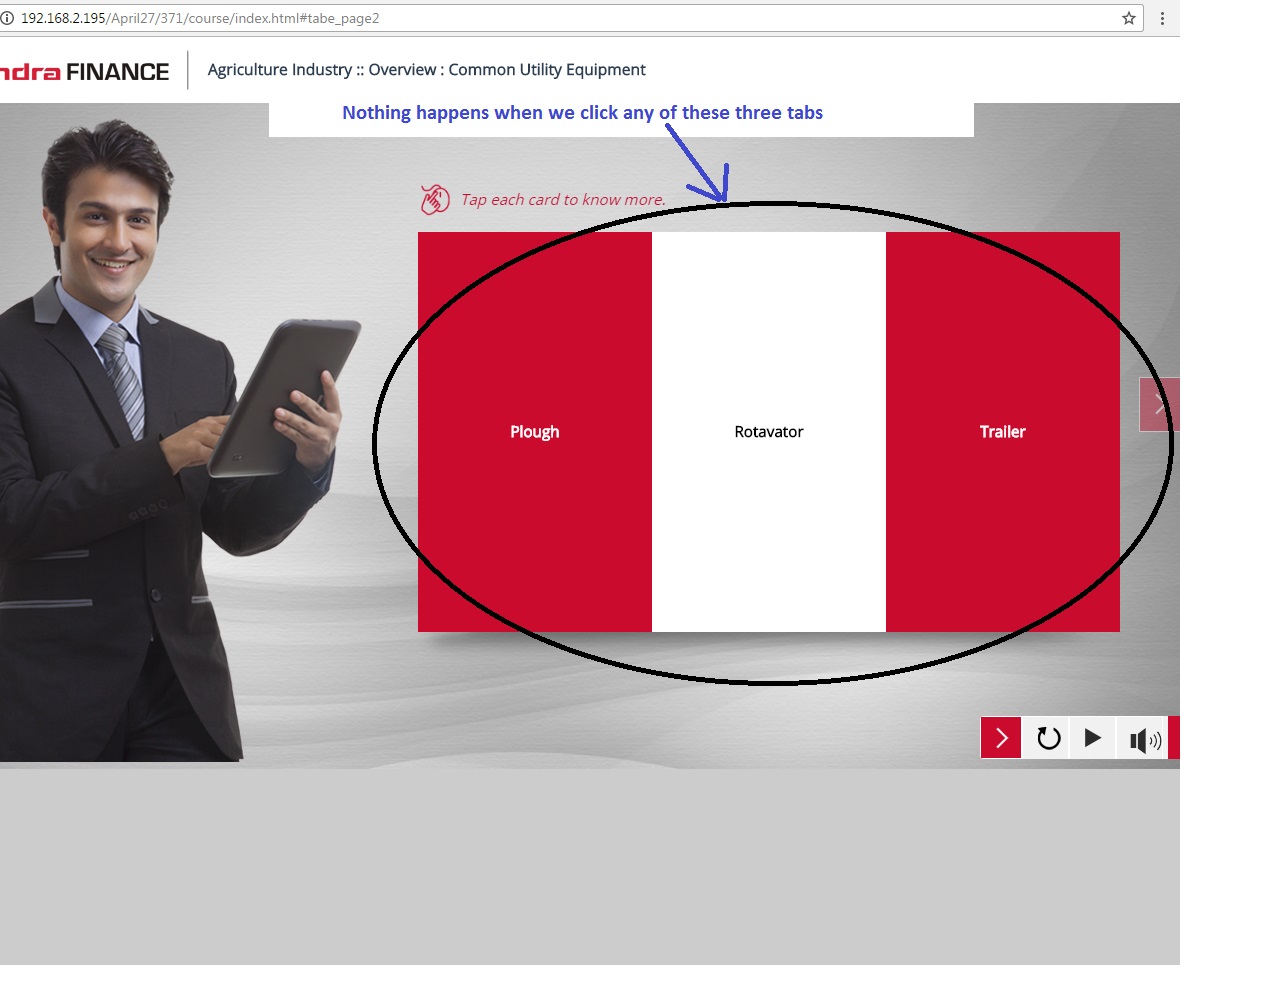 192.168.2.195/April27/371/course/index.html#tabe_page2
ndra FINANCE
Agriculture Industry :: Overview : Common Utility Equipment
Nothing happens when we click any of these three tabs
Tap each card to know more.
Plough
Rotavator
Trailer